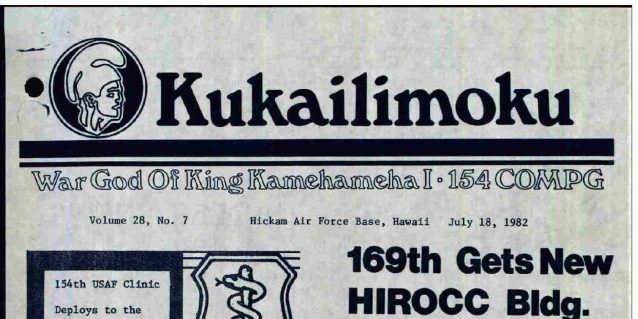 Kukailimoku
War God Of King Kamehameha I · 154 COMPG
Volume 28, No. 7 Hickam Air Force Base, Hawaii July 18, 1982
154th USAF Clinic
Deploys to the
169th Gets New
HIROCC Bldg.